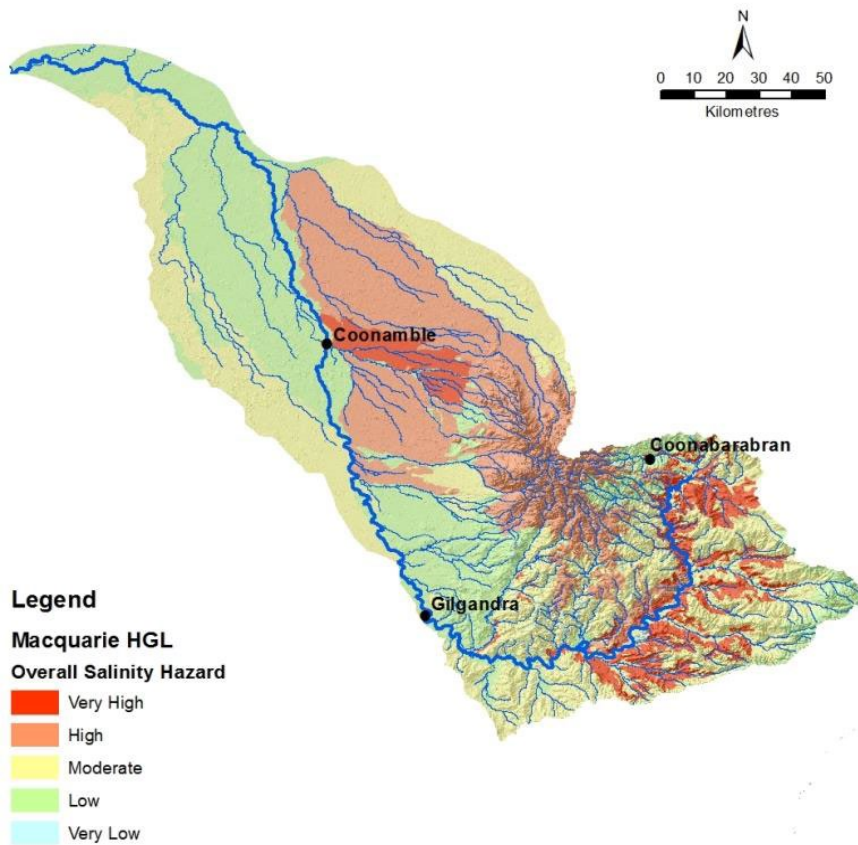 N
0 10 20 30 40 50
Kilometres
Coonamble
Coonabarabran
Gilgandra
Legend
Macquarie HGL
Overall Salinity Hazard
Very High
High
Moderate
Low
Very Low